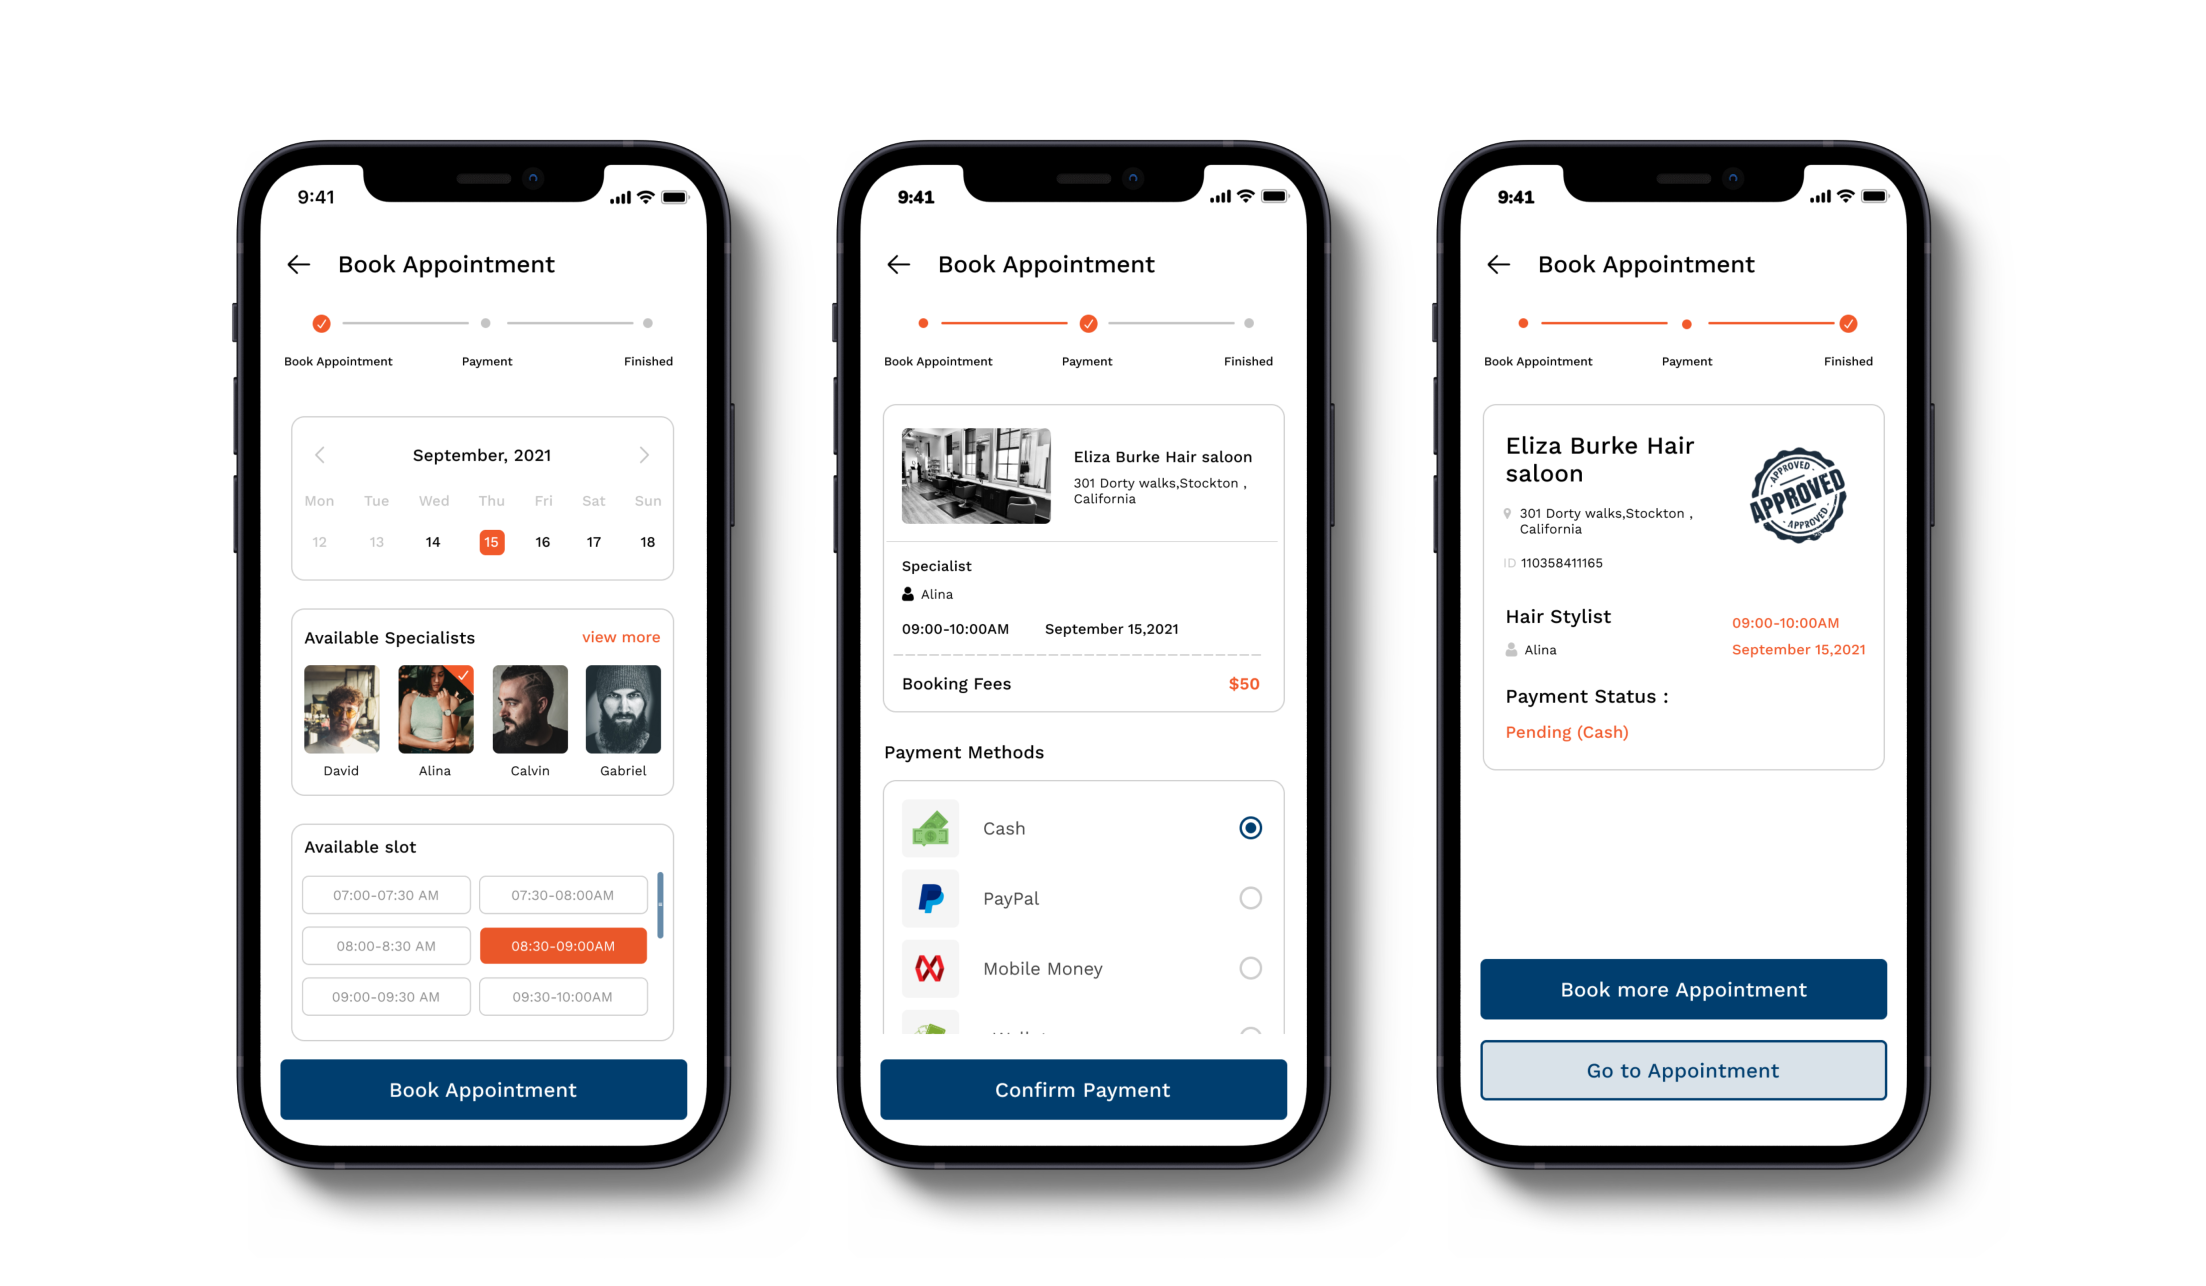 9:41
Book Appointment
Book Appointment Payment Finished
September, 2021
Mon Tue Wed Thu Fri Sat Sun
12 13 14 15 16 17 18
Available Specialists view more
David Alina Calvin Gabriel
Available slot
07:00-07:30 AM 07:30-08:00AM
08:00-8:30 AM 08:30-09:00AM
09:00-09:30 AM 09:30-10:00AM
Book Appointment
9:41
Book Appointment
Book Appointment Payment Finished
Eliza Burke Hair saloon
301 Dorty walks,Stockton ,
California
Specialist
Alina
09:00-10:00AM September 15,2021
Booking Fees $50
Payment Methods
Cash
PayPal
Mobile Money
Confirm Payment
9:41
Book Appointment
Book Appointment Payment Finished
Eliza Burke Hair
saloon
APPROVED
APPROVED
APPROVED
301 Dorty walks,Stockton ,
California
ID 110358411165
Hair Stylist
09:00-10:00AM
Alina
September 15,2021
Payment Status :
Pending (Cash)
Book more Appointment
Go to Appointment